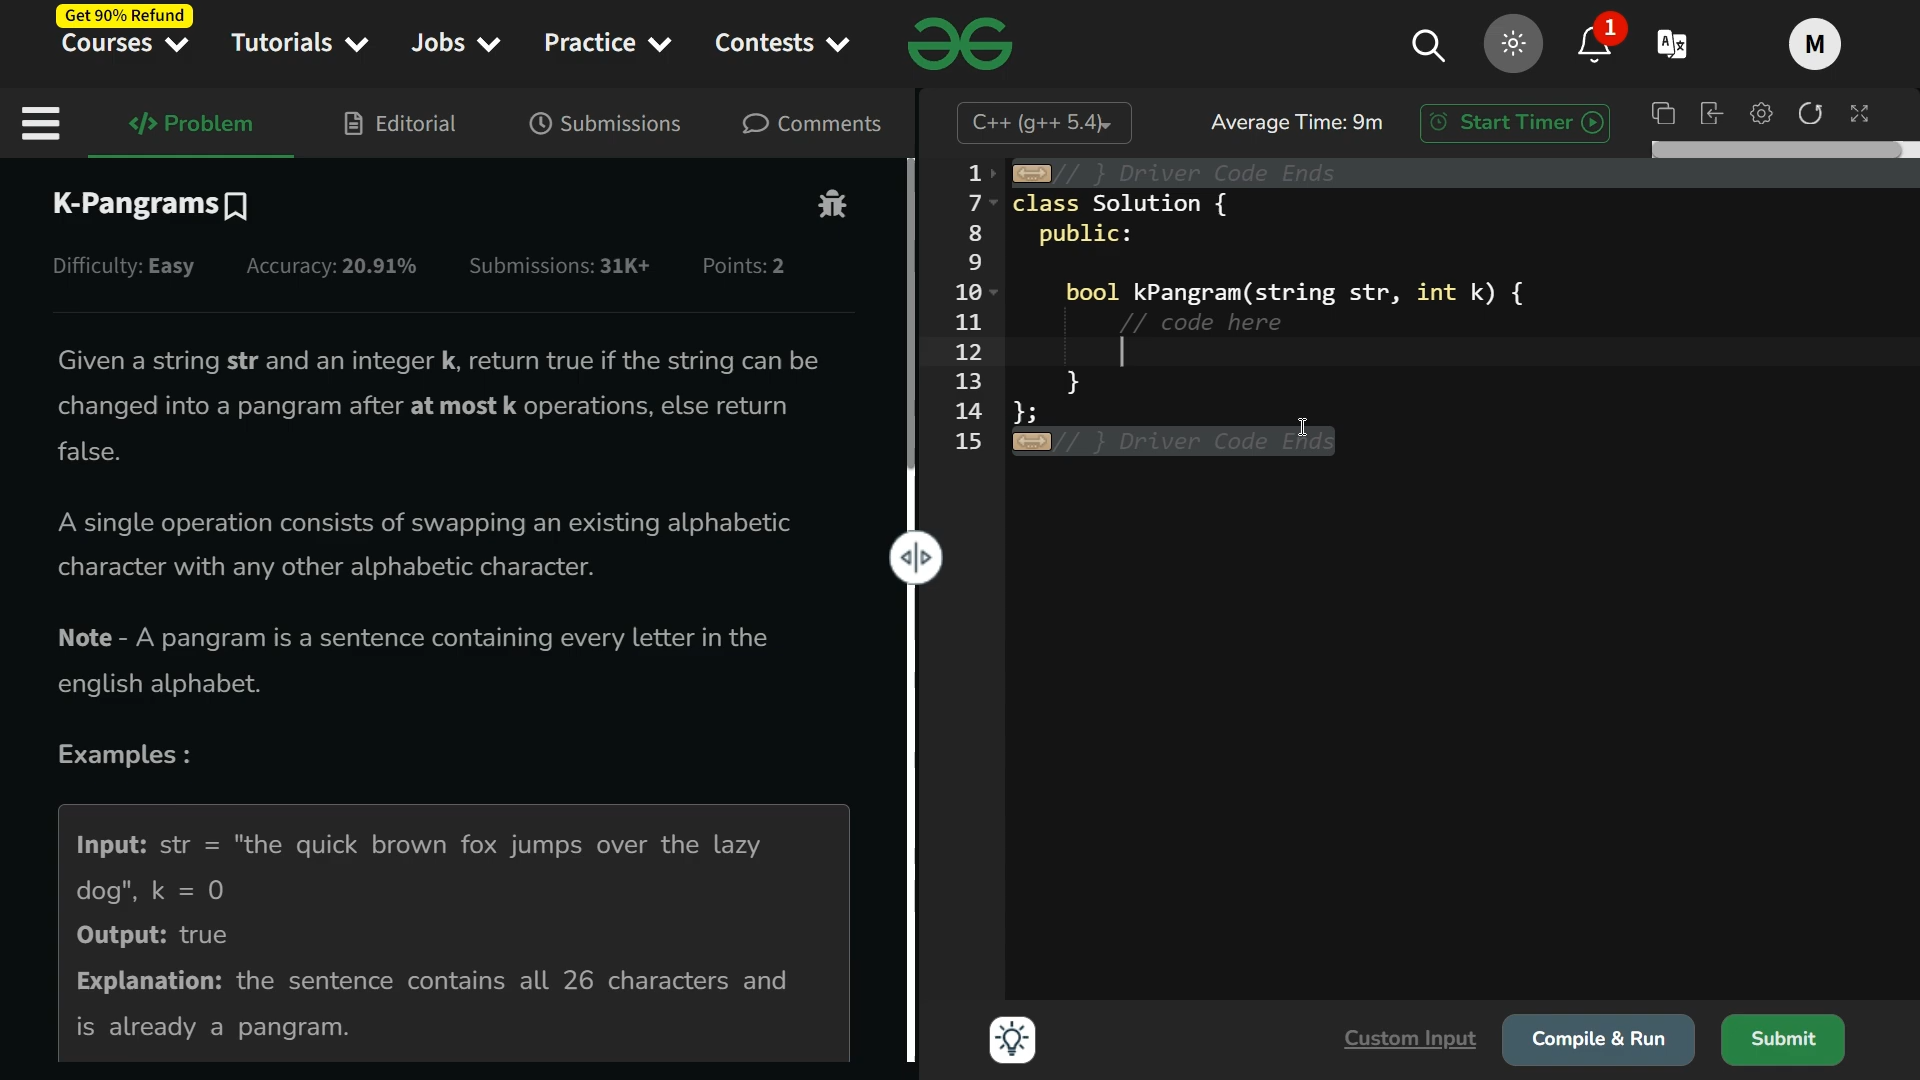 Get 90% Refund
Courses Tutorials Jobs Practice Contests
1
M
Problem Editorial Submissions Comments
C++ (g++ 5.4) Average Time: 9m Start Timer
K-Pangrams
Difficulty: Easy Accuracy: 20.91% Submissions: 31K+ Points: 2
Given a string str and an integer k, return true if the string can be
changed into a pangram after at most k operations, else return
false.
A single operation consists of swapping an existing alphabetic
character with any other alphabetic character.
Note - A pangram is a sentence containing every letter in the
english alphabet.
Examples :
Input: str = "the quick brown fox jumps over the lazy
dog", k = 0
Output: true
Explanation: the sentence contains all 26 characters and
is already a pangram.
1 // } Driver Code Ends
7 class Solution {
8 public:
9
10 bool kPangram(string str, int k) {
11 // code here
12
13 }
14 };
15 // } Driver Code Ends
Custom Input Compile & Run Submit